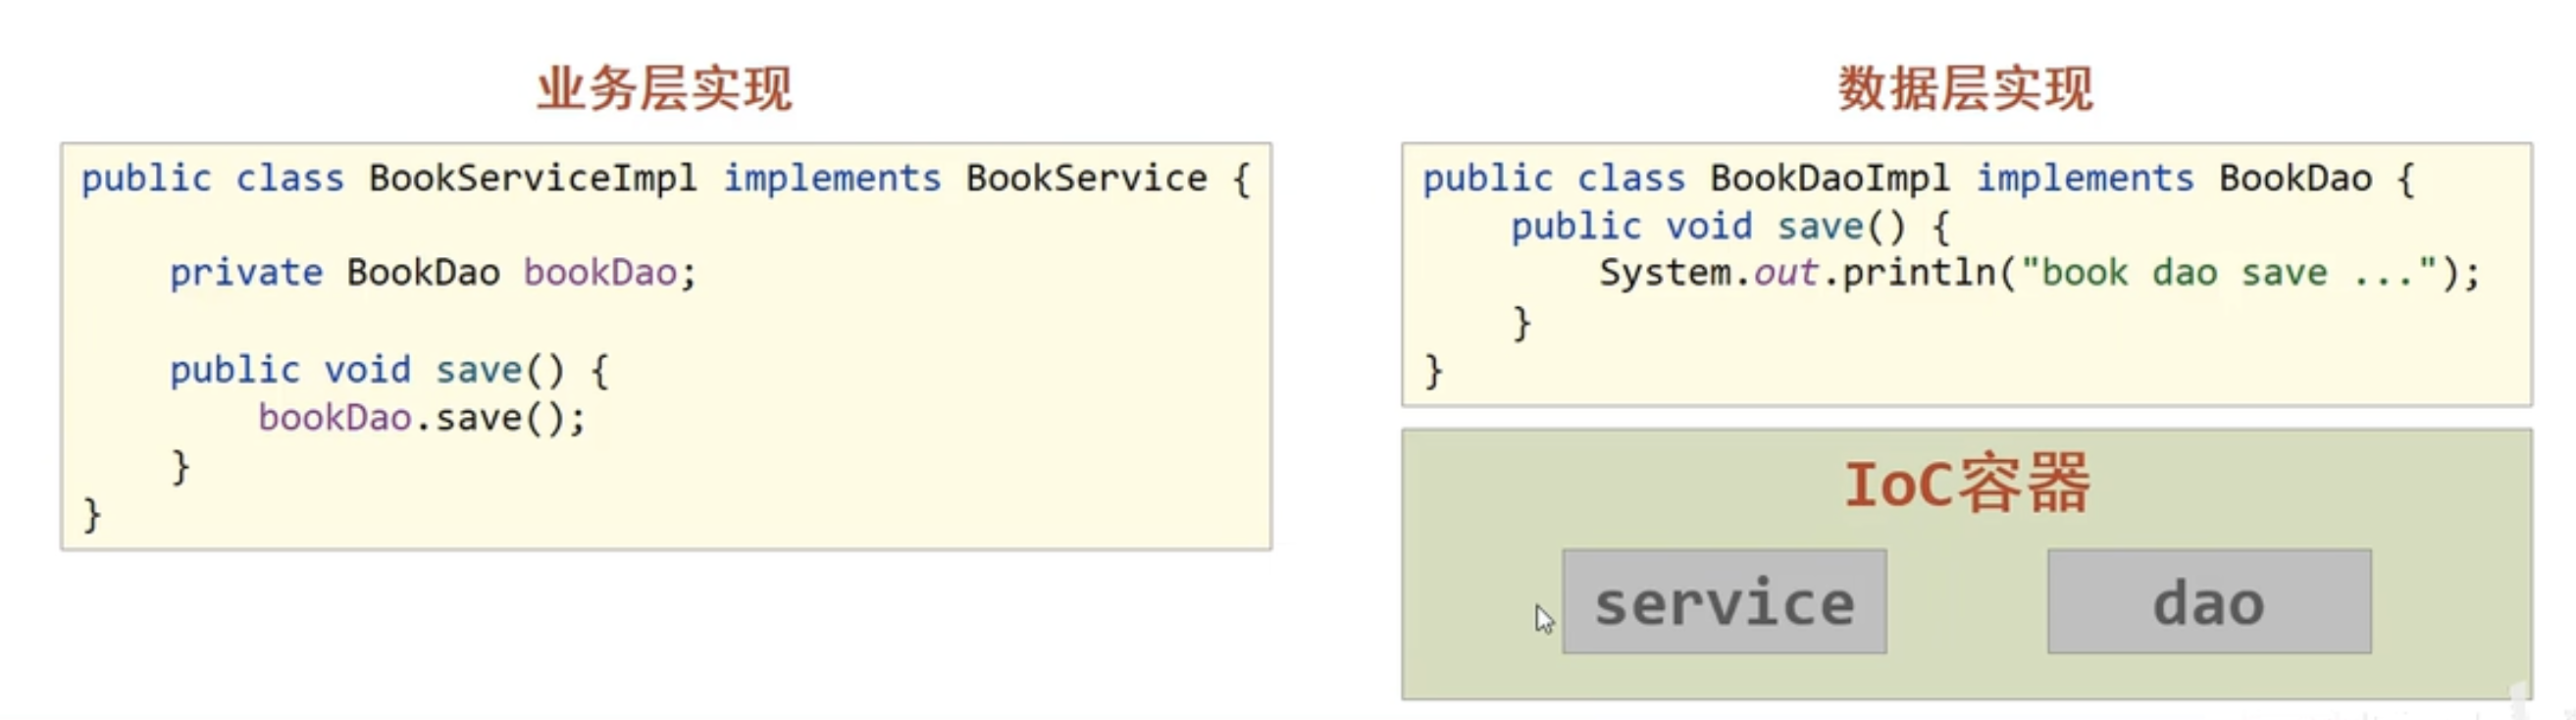 业务层实现
public class BookServiceImpl implements BookService {
private BookDao bookDao;
public void save() {
bookDao.save();
}
}
数据层实现
public class BookDaoImpl implements BookDao {
public void save() {
System.out.println("book dao save ...");
}
}
IoC容器
service
dao